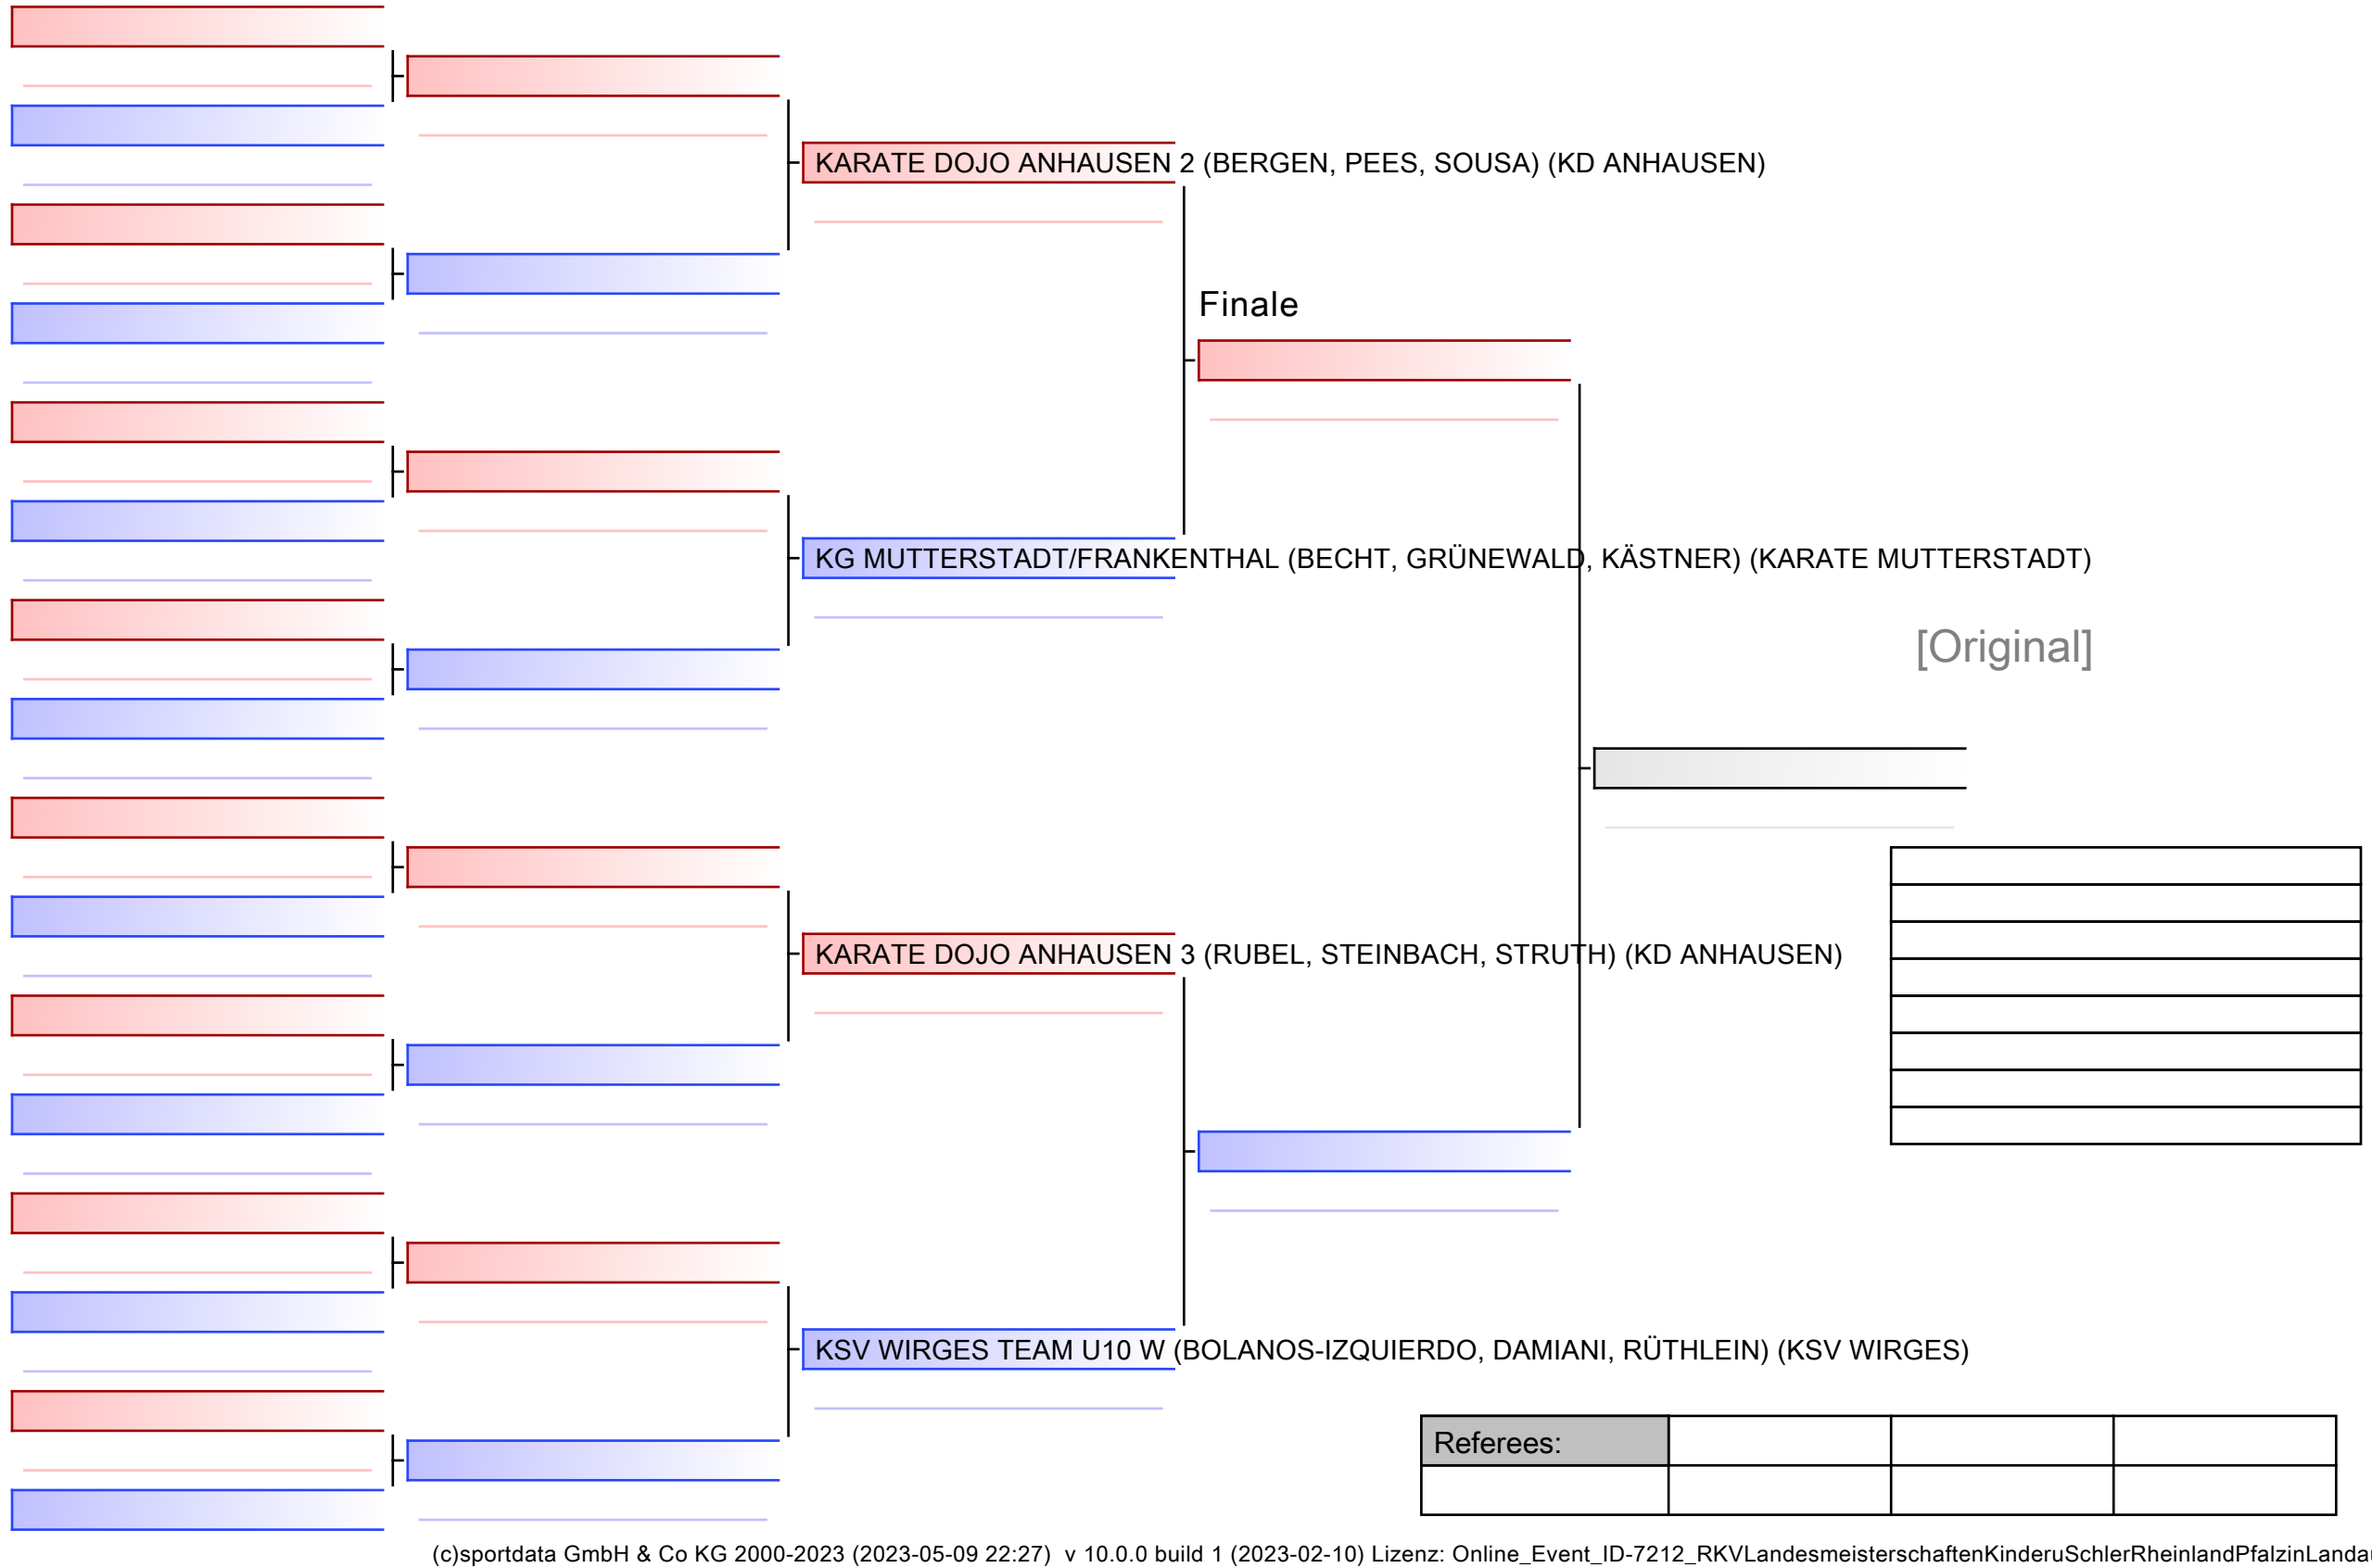 KARATE DOJO ANHAUSEN 2 (BERGEN, PEES, SOUSA) (KD ANHAUSEN)
Finale
KG MUTTERSTADT/FRANKENTHAL (BECHT, GRÜNEWALD, KÄSTNER) (KARATE MUTTERSTADT)
[Original]
KARATE DOJO ANHAUSEN 3 (RUBEL, STEINBACH, STRUTH) (KD ANHAUSEN)
KSV WIRGES TEAM U10 W (BOLANOS-IZQUIERDO, DAMIANI, RÜTHLEIN) (KSV WIRGES)
Referees:
(c)sportdata GmbH & Co KG 2000-2023 (2023-05-09 22:27) v 10.0.0 build 1 (2023-02-10) Lizenz: Online_Event_ID-7212_RKVLandesmeisterschaftenKinderuSchlerRheinlandPfalzinLanda